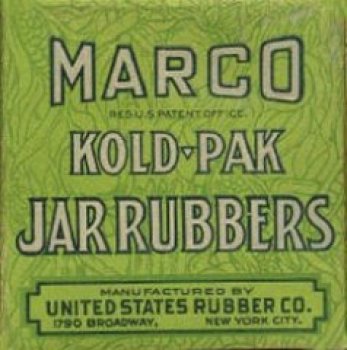 MARCO
REG.U.S.PATENT OFFICE.
KOLD-PAK
JAR RUBBERS
MANUFACTURED BY
UNITED STATES RUBBER CO.
1790 BROADWAY, NEW YORK CITY.